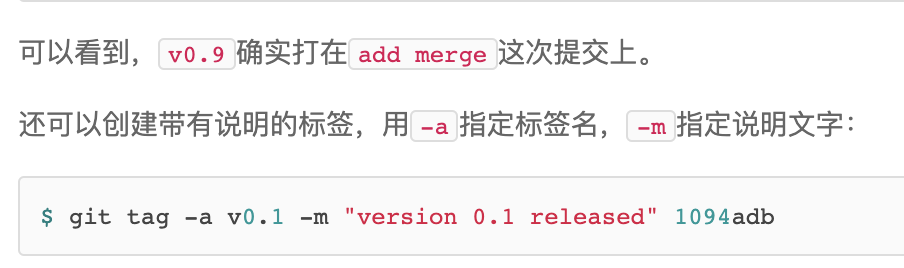 可以看到，v0.9确实打在add merge这次提交上。
还可以创建带有说明的标签，用-a指定标签名，-m指定说明文字：
$ git tag -a v0.1 -m "version 0.1 released" 1094adb